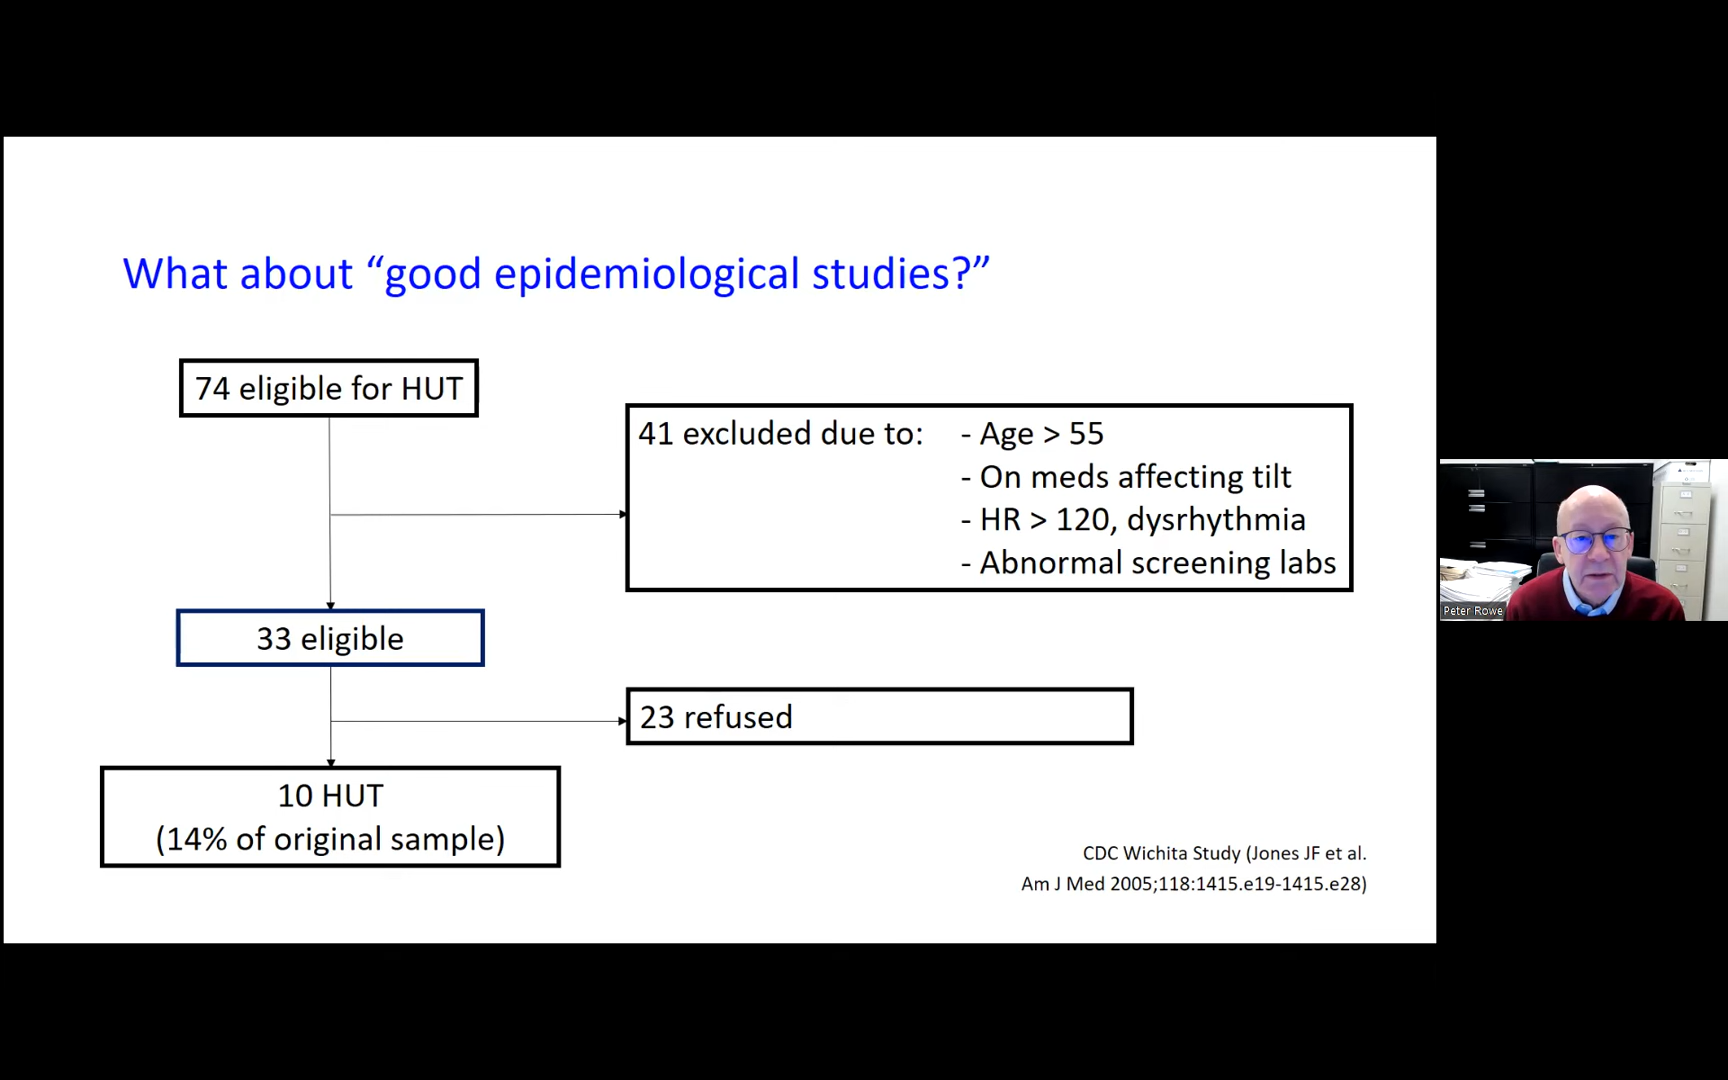 What about “good epidemiological studies?”
74 eligible for HUT
41 excluded due to: - Age > 55
- On meds affecting tilt
- HR > 120, dysrhythmia
- Abnormal screening labs
33 eligible
23 refused
10 HUT
(14% of original sample)
CDC Wichita Study (Jones JF et al.
Am J Med 2005;118:1415.e19-1415.e28)
Peter Rowe